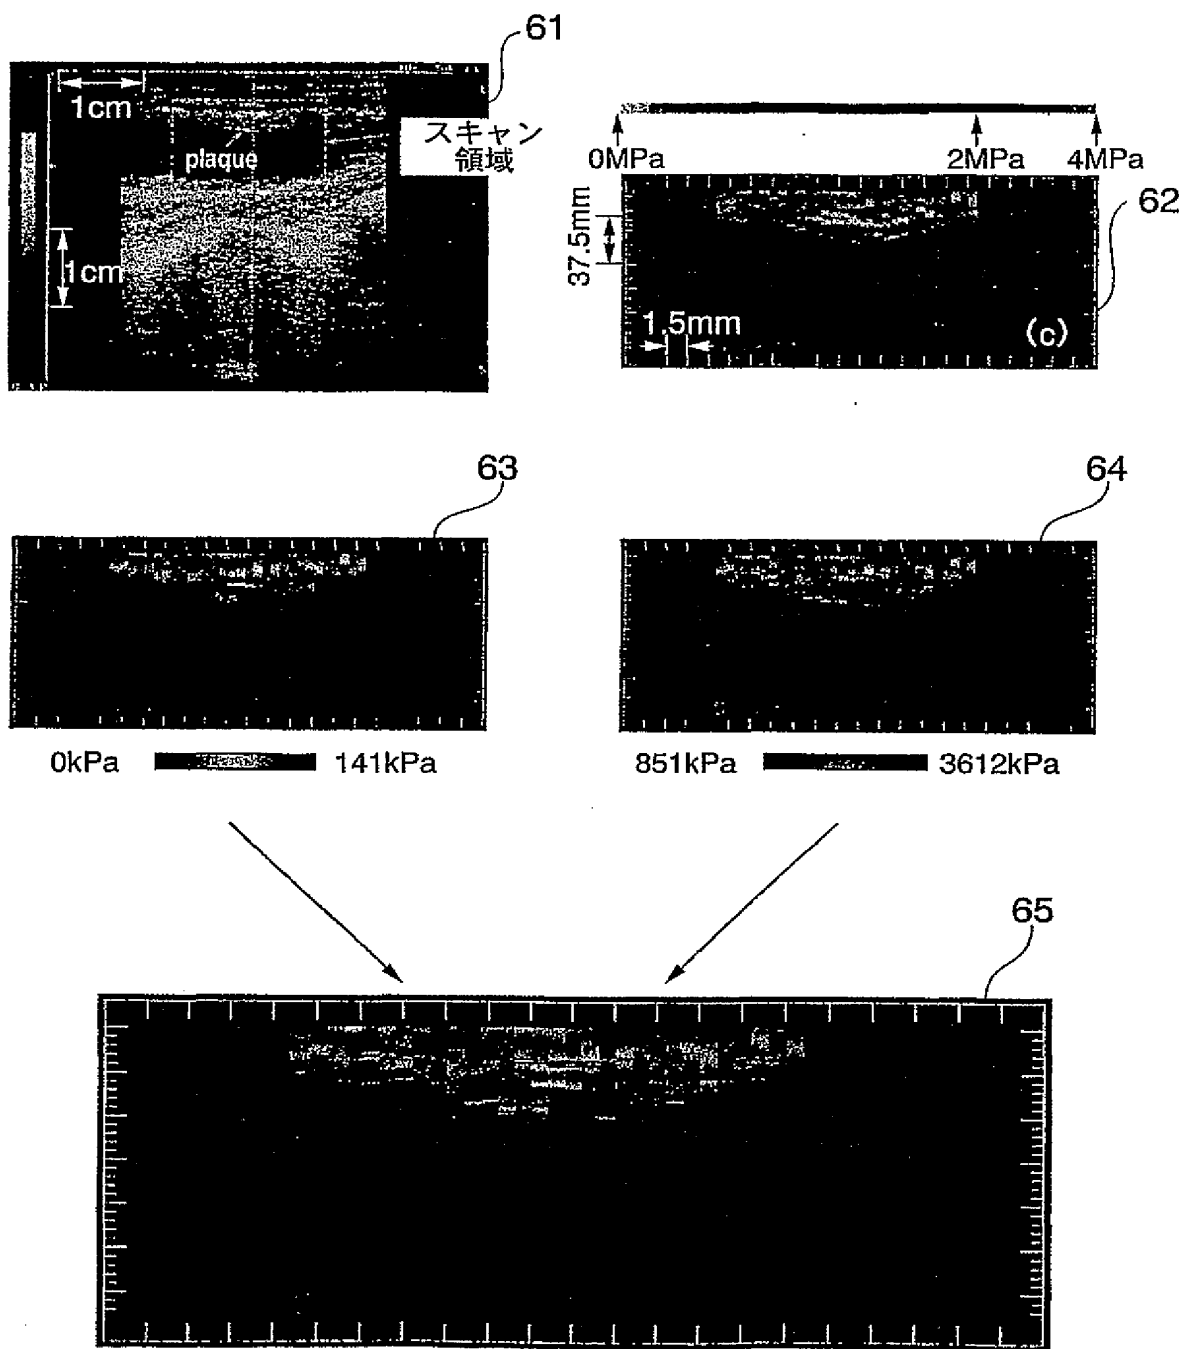 61
1cm
スキャン
領域
plaque
1cm
0MPa
2MPa
4MPa
62
37.5mm
1.5mm
(c)
63
64
0kPa
141kPa
851kPa
3612kPa
65